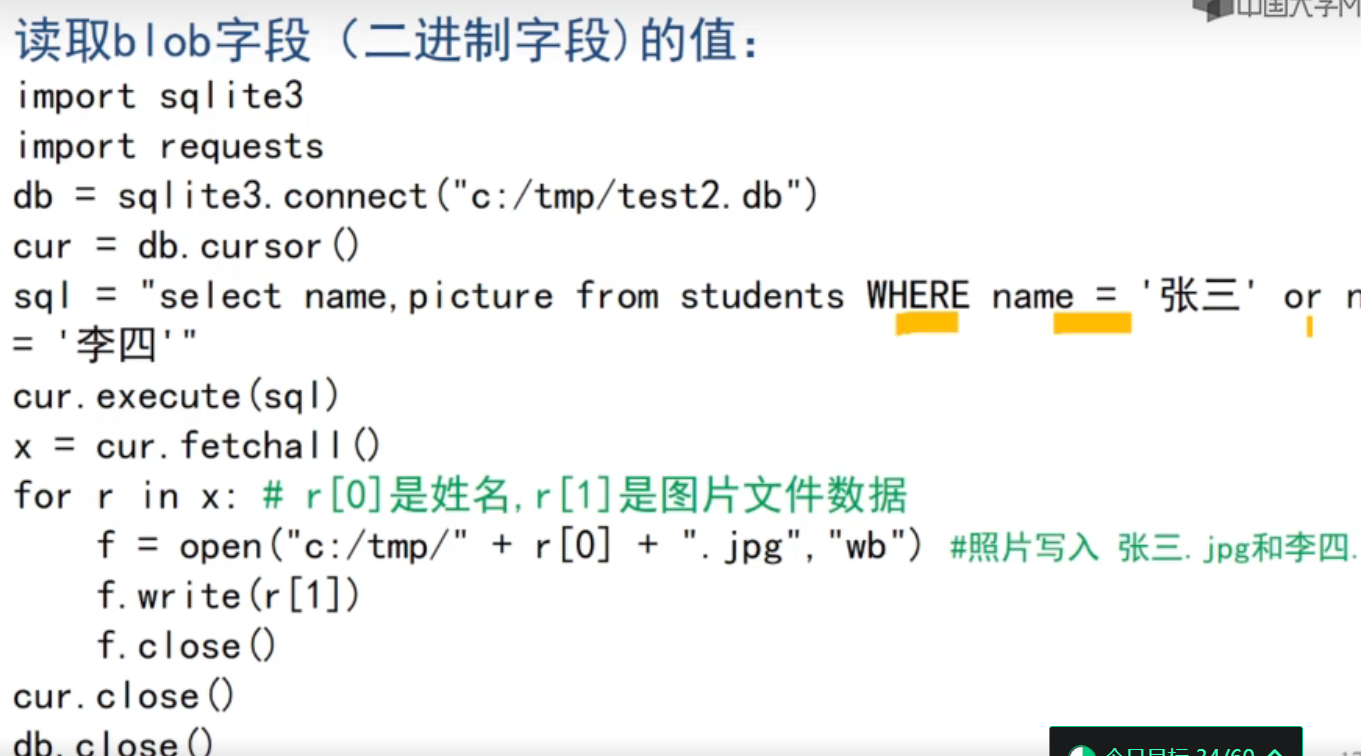 中国大学M
读取blob字段（二进制字段)的值：
import sqlite3
import requests
db = sqlite3.connect("c:/tmp/test2.db")
cur = db.cursor()
sql = "select name,picture from students WHERE name = '张三' or n
= '李四'"
cur.execute(sql)
x = cur.fetchall()
for r in x: # r[0]是姓名,r[1]是图片文件数据
    f = open("c:/tmp/" + r[0] + ".jpg","wb") #照片写入 张三.jpg和李四.
    f.write(r[1])
    f.close()
cur.close()
db.close()
今日目标 34/60